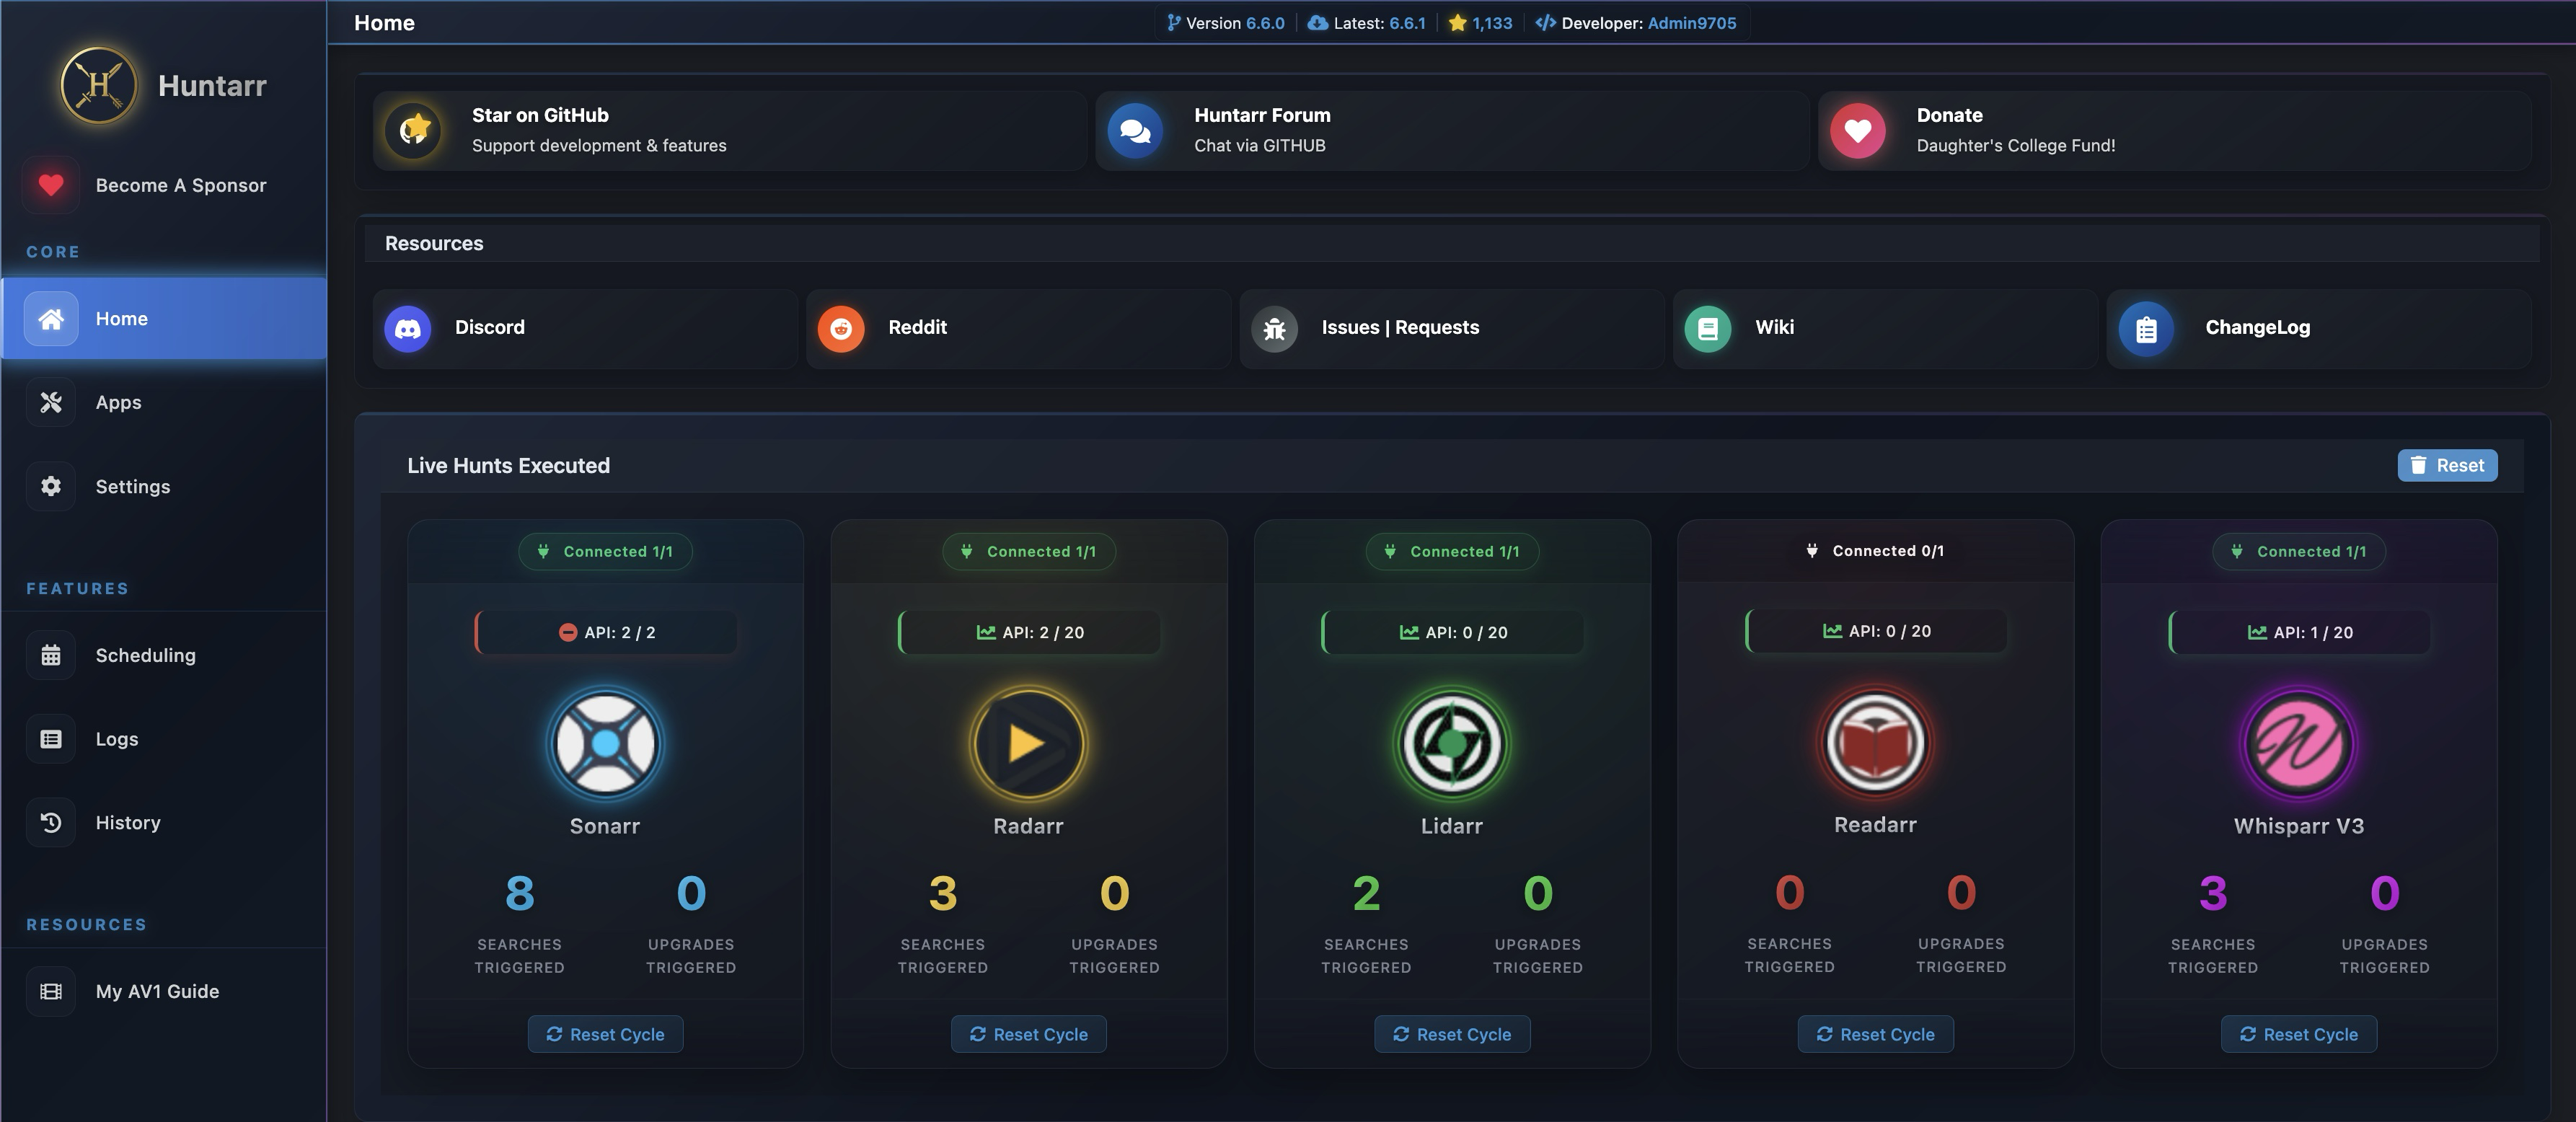 Huntarr
Become A Sponsor
CORE
Home
Apps
Settings
FEATURES
Scheduling
Logs
History
RESOURCES
My AV1 Guide
Home
Version 6.6.0 Latest: 6.6.1 1,133 Developer: Admin9705
Star on GitHub
Support development & features
Huntarr Forum
Chat via GITHUB
Donate
Daughter's College Fund!
Resources
Discord
Reddit
Issues | Requests
Wiki
ChangeLog
Live Hunts Executed
Reset
Connected 1/1
API: 2 / 2
Sonarr
8 0
SEARCHES UPGRADES
TRIGGERED TRIGGERED
Reset Cycle
Connected 1/1
API: 2 / 20
Radarr
3 0
SEARCHES UPGRADES
TRIGGERED TRIGGERED
Reset Cycle
Connected 1/1
API: 0 / 20
Lidarr
2 0
SEARCHES UPGRADES
TRIGGERED TRIGGERED
Reset Cycle
Connected 0/1
API: 0 / 20
Readarr
0 0
SEARCHES UPGRADES
TRIGGERED TRIGGERED
Reset Cycle
Connected 1/1
API: 1 / 20
Whisparr V3
3 0
SEARCHES UPGRADES
TRIGGERED TRIGGERED
Reset Cycle